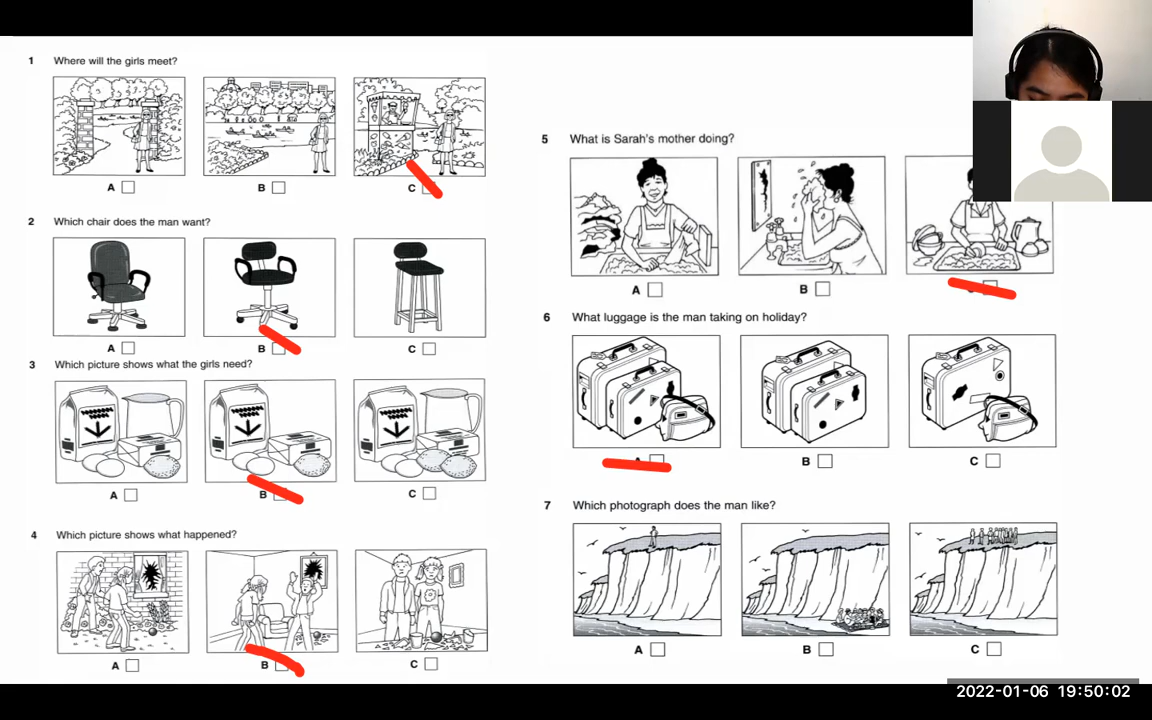 1 Where will the girls meet?
A B C
2 Which chair does the man want?
A B C
3 Which picture shows what the girls need?
A B C
4 Which picture shows what happened?
A B C
5 What is Sarah's mother doing?
A B
6 What luggage is the man taking on holiday?
B C
7 Which photograph does the man like?
A B C
2022-01-06 19:50:02